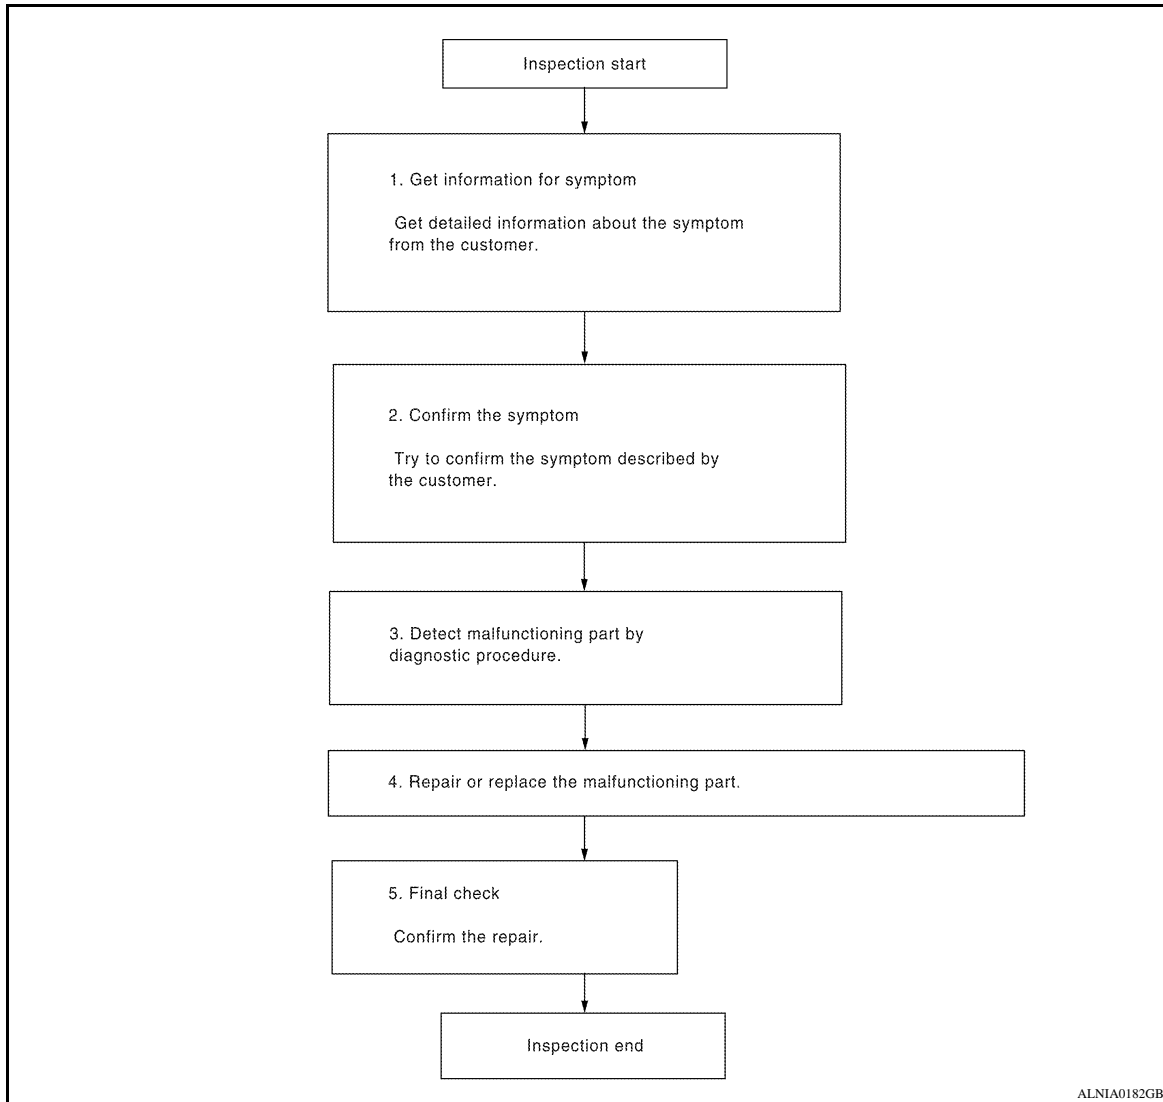 Inspection start
1. Get information for symptom
Get detailed information about the symptom
from the customer.
2. Confirm the symptom
Try to confirm the symptom described by
the customer.
3. Detect malfunctioning part by
diagnostic procedure.
4. Repair or replace the malfunctioning part.
5. Final check
Confirm the repair.
Inspection end
ALNIA0182GB